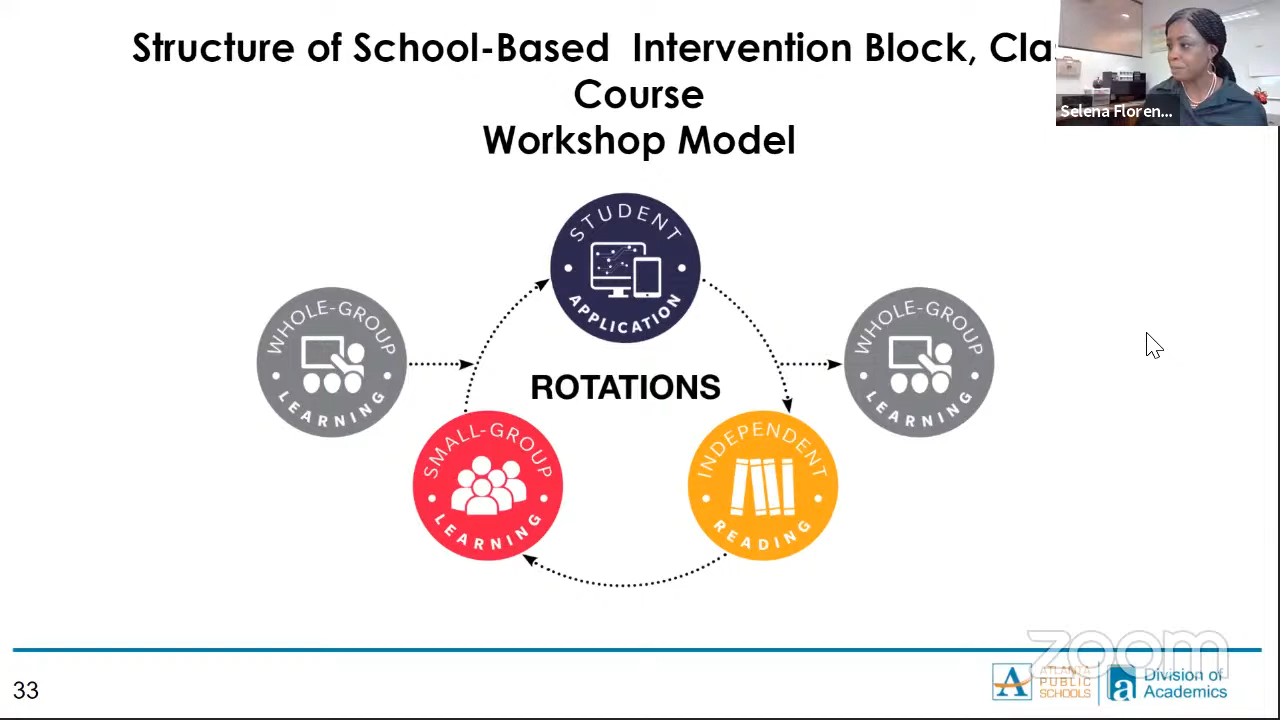 Structure of School-Based Intervention Block, Cla
Course
Workshop Model
Selena Floren...
STUDENT
APPLICATION
WHOLE-GROUP
LEARNING
WHOLE-GROUP
LEARNING
ROTATIONS
SMALL-GROUP
LEARNING
INDEPENDENT
READING
zoom
33
ATLANTA
PUBLIC
SCHOOLS
Division of
Academics